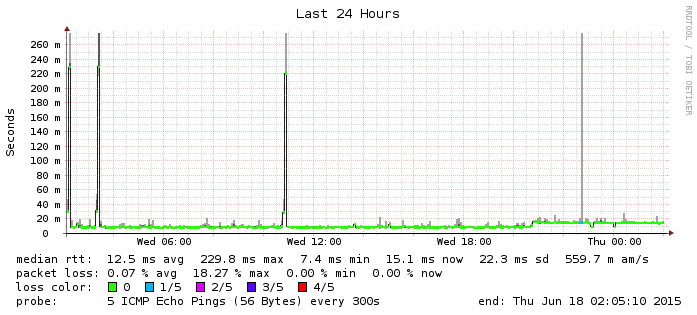 Last 24 Hours
RRDTOOL / TOBI OETIKER
Seconds
260 m
240 m
220 m
200 m
180 m
160 m
140 m
120 m
100 m
80 m
60 m
40 m
20 m
0
Wed 06:00 Wed 12:00 Wed 18:00 Thu 00:00
median rtt: 12.5 ms avg 229.8 ms max 7.4 ms min 15.1 ms now 22.3 ms sd 559.7 m am/s
packet loss: 0.07 % avg 18.27 % max 0.00 % min 0.00 % now
loss color: 0 1/5 2/5 3/5 4/5
probe: 5 ICMP Echo Pings (56 Bytes) every 300s end: Thu Jun 18 02:05:10 2015